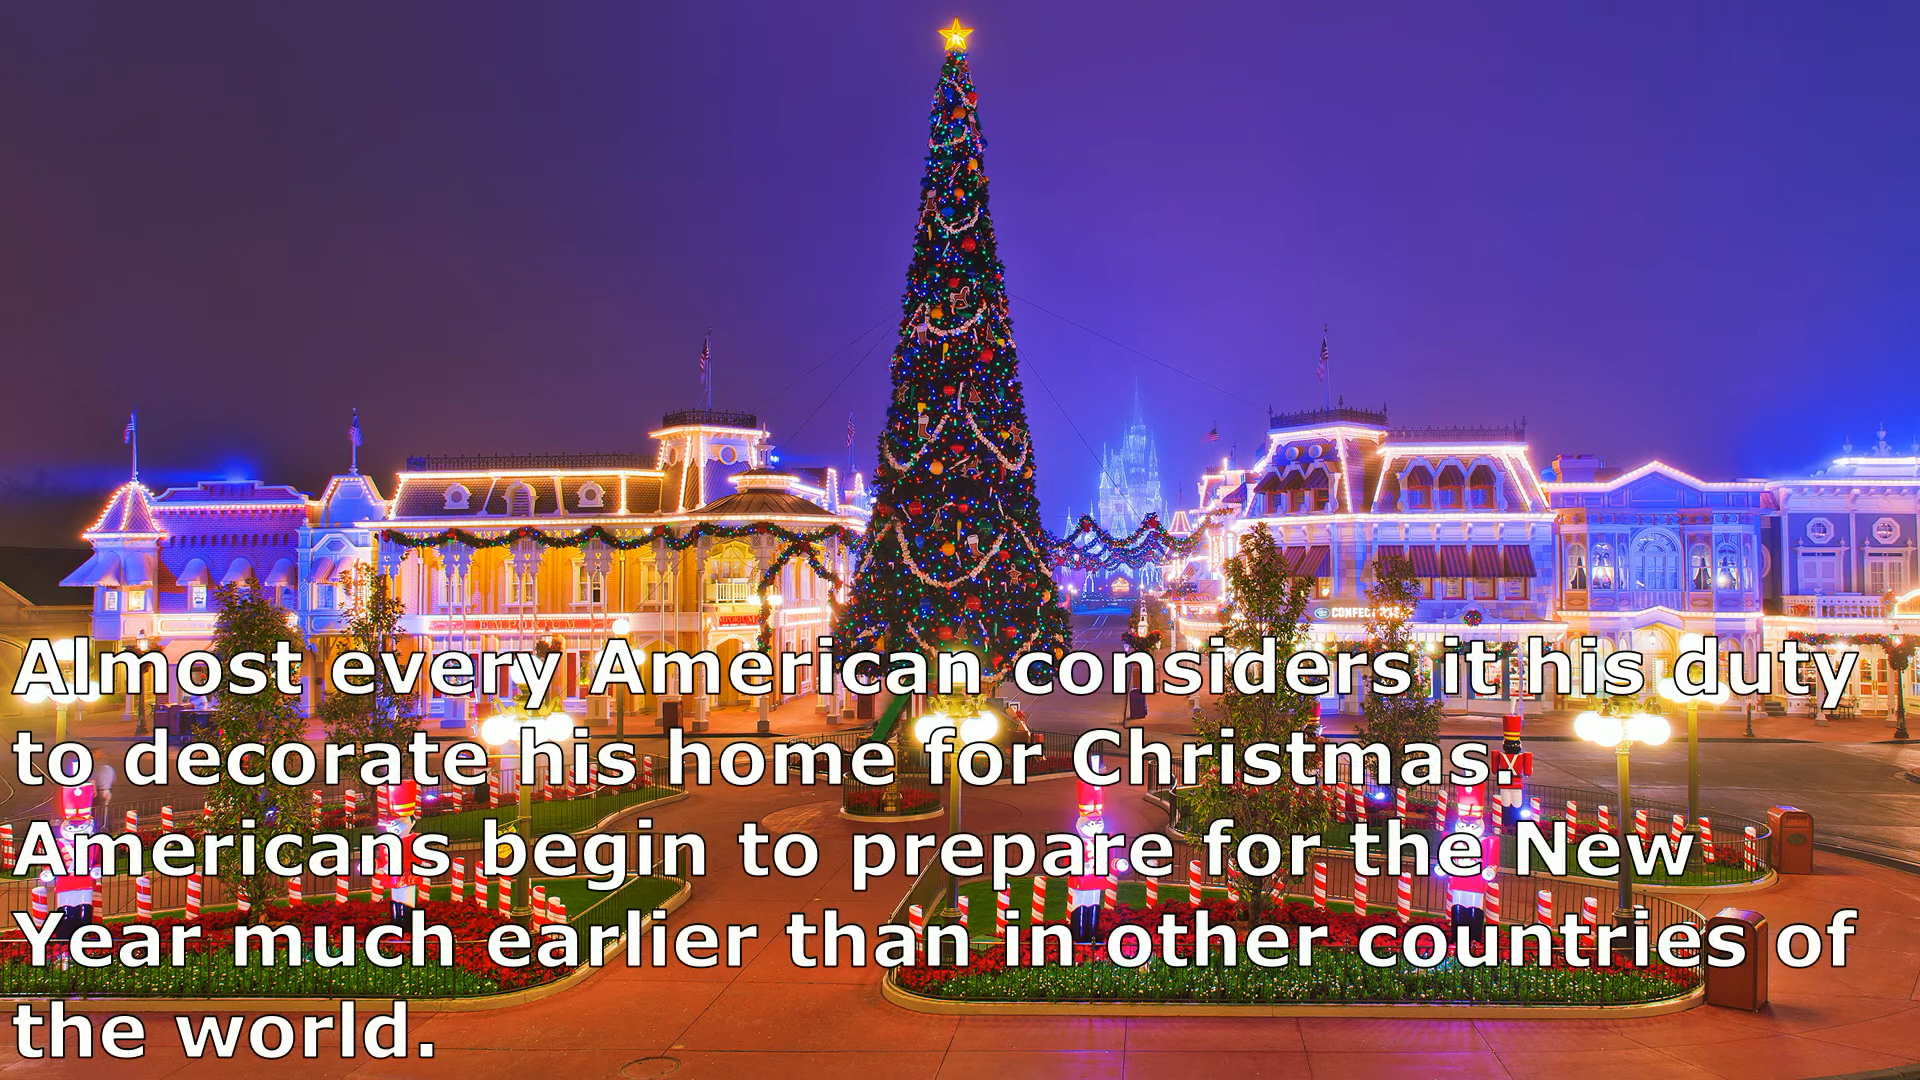 EMPORIUM
Almost every American considers it his duty
to decorate his home for Christmas.
Americans begin to prepare for the New
Year much earlier than in other countries of
the world.